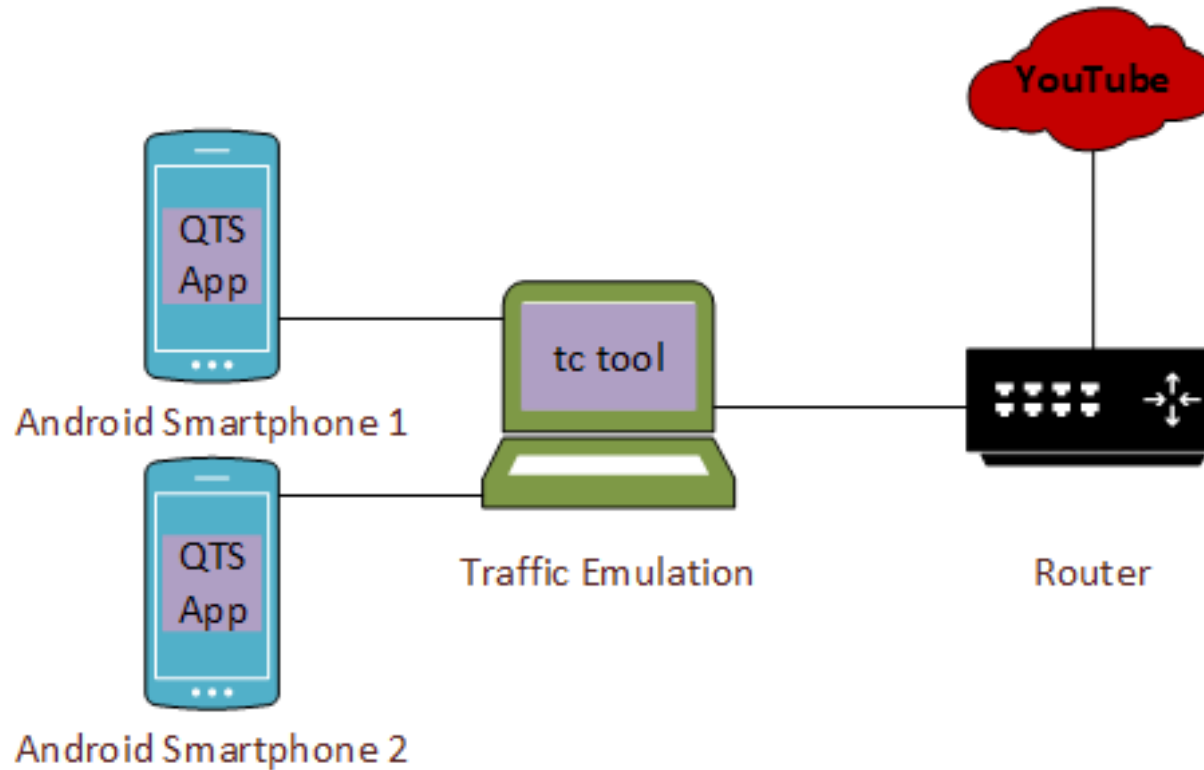 YouTube
QTS
App
tc tool
Android Smartphone 1
QTS
App
Traffic Emulation
Router
Android Smartphone 2